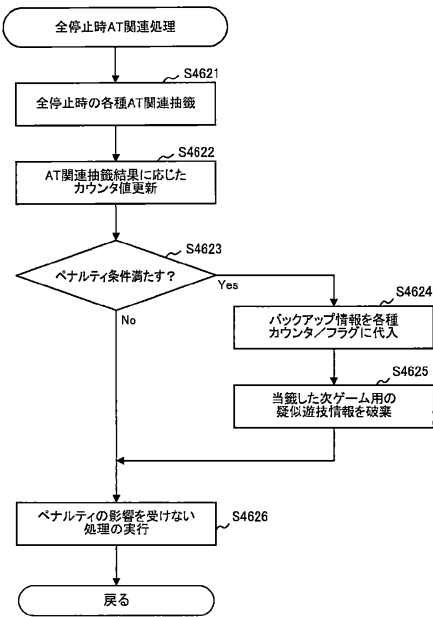 全停止時AT関連処理
S4621
全停止時の各種AT関連抽籤
S4622
AT関連抽籤結果に応じた
カウンタ値更新
S4623
ペナルティ条件満たす？
Yes
No
S4624
バックアップ情報を各種
カウンタ／フラグに代入
S4625
当籤した次ゲーム用の
疑似遊技情報を破棄
ペナルティの影響を受けない
処理の実行
S4626
戻る